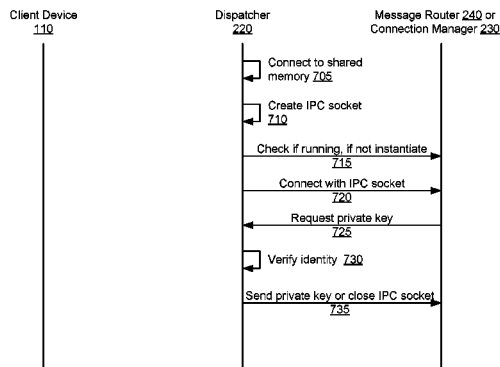 Client Device
110
Dispatcher
220
Message Router 240 or
Connection Manager 230
Connect to shared
memory 705
Create IPC socket
710
Check if running, if not instantiate
715
Connect with IPC socket
720
Request private key
725
Verify identity 730
Send private key or close IPC socket
735